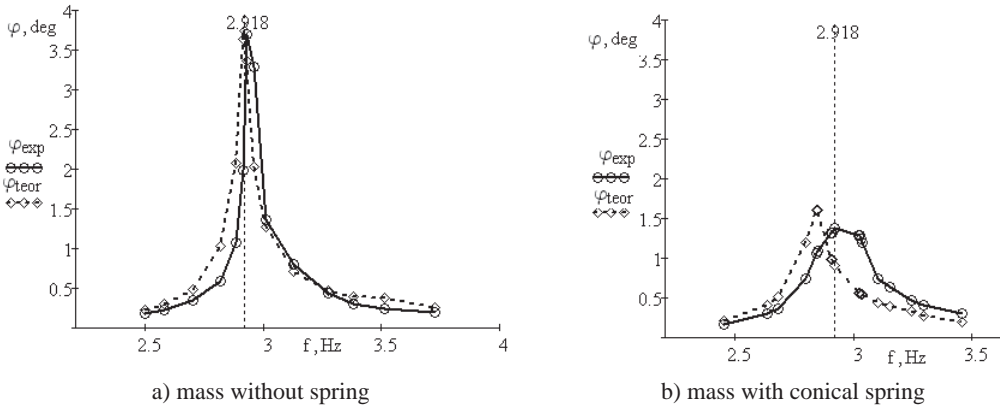 4
φ,deg
2.918
3.5
3
2.5
φexp
2
φteor
1.5
1
0.5
2.5
3
f,Hz
3.5
4
a) mass without spring
4
φ,deg
2.918
3.5
3
2.5
φexp
2
φteor
1.5
1
0.5
2.5
3
f,Hz
3.5
b) mass with conical spring